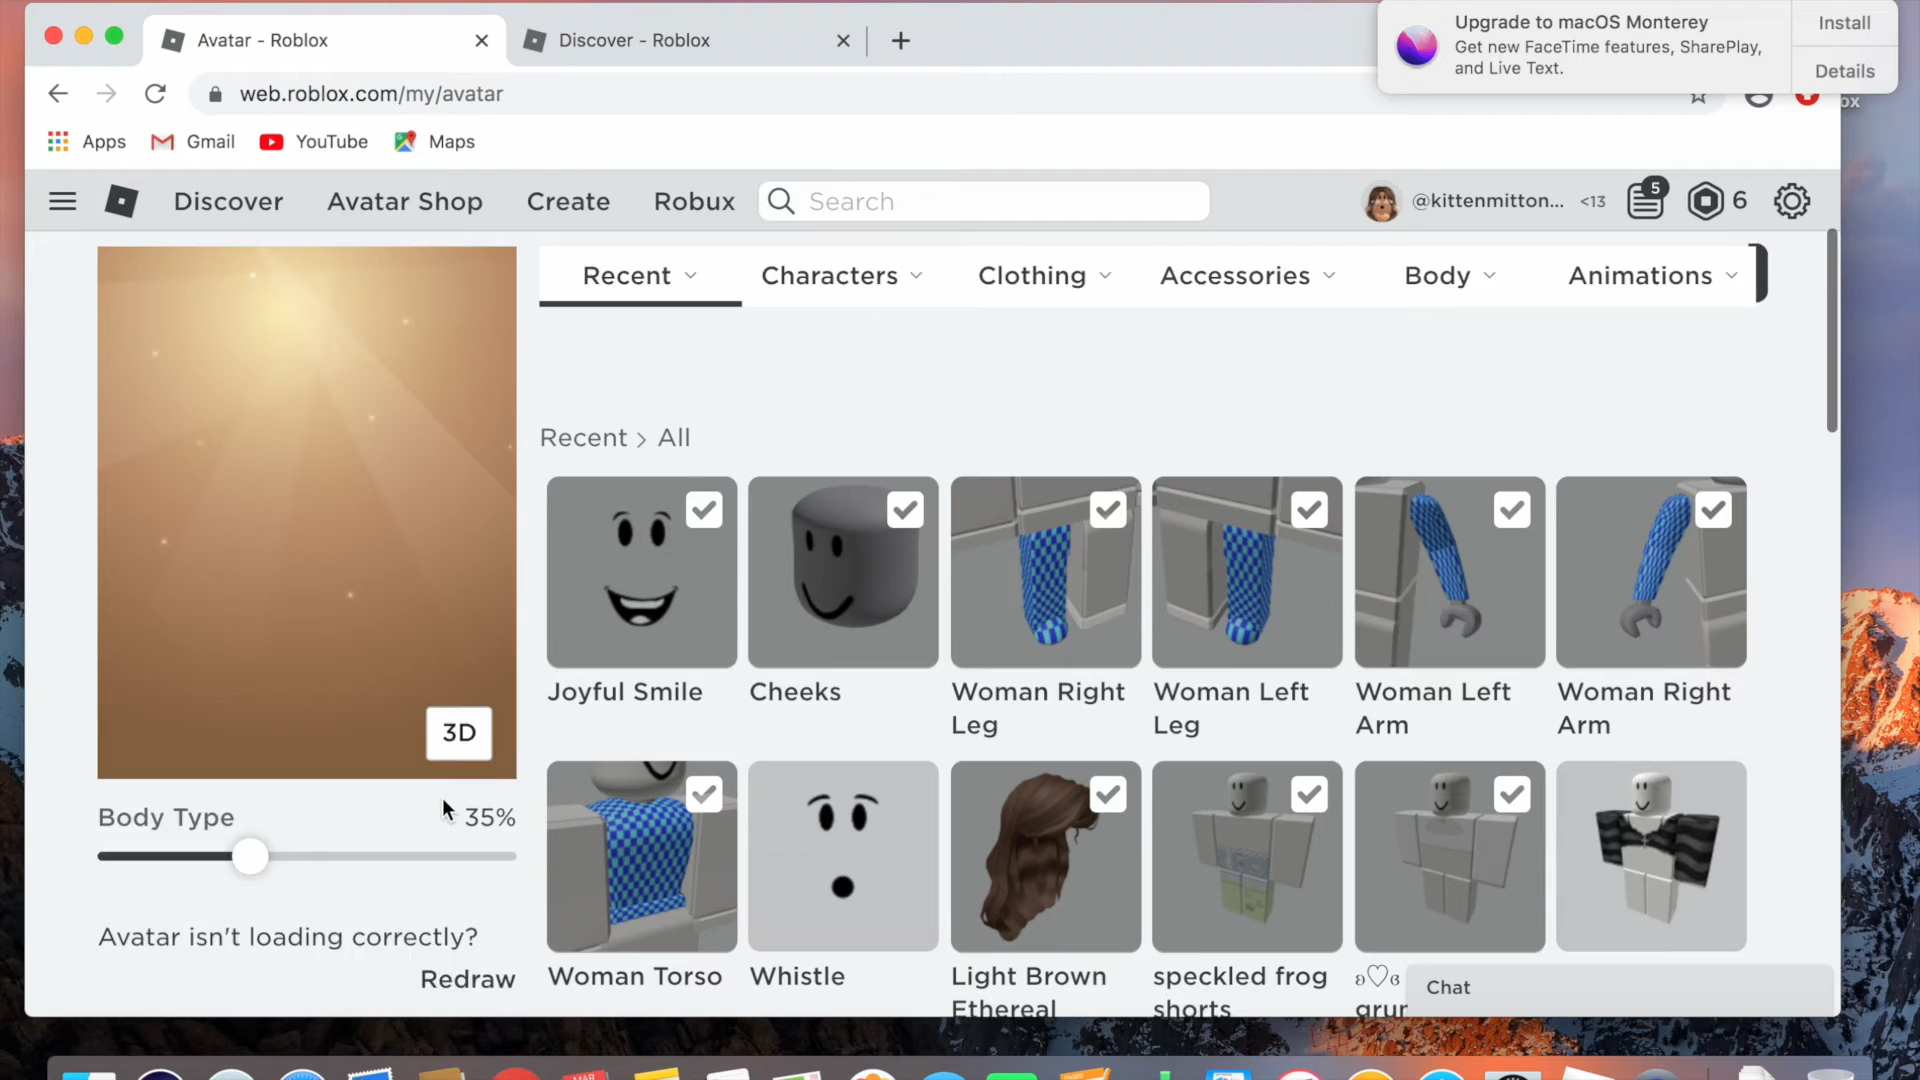 Avatar - Roblox
Discover - Roblox
Upgrade to macOS Monterey
Get new FaceTime features, SharePlay,
and Live Text.
Install
Details
web.roblox.com/my/avatar
ox
Apps
Gmail
YouTube
Maps
Discover
Avatar Shop
Create
Robux
Search
@kittenmitton...
<13
5
6
Recent
Characters
Clothing
Accessories
Body
Animations
Recent > All
3D
Body Type
35%
Avatar isn't loading correctly?
Redraw
Joyful Smile
Cheeks
Woman Right
Leg
Woman Left
Leg
Woman Left
Arm
Woman Right
Arm
Woman Torso
Whistle
Light Brown
Ethereal
speckled frog
shorts
ʚ♡ɞ
grur
Chat
MAR
PAGES